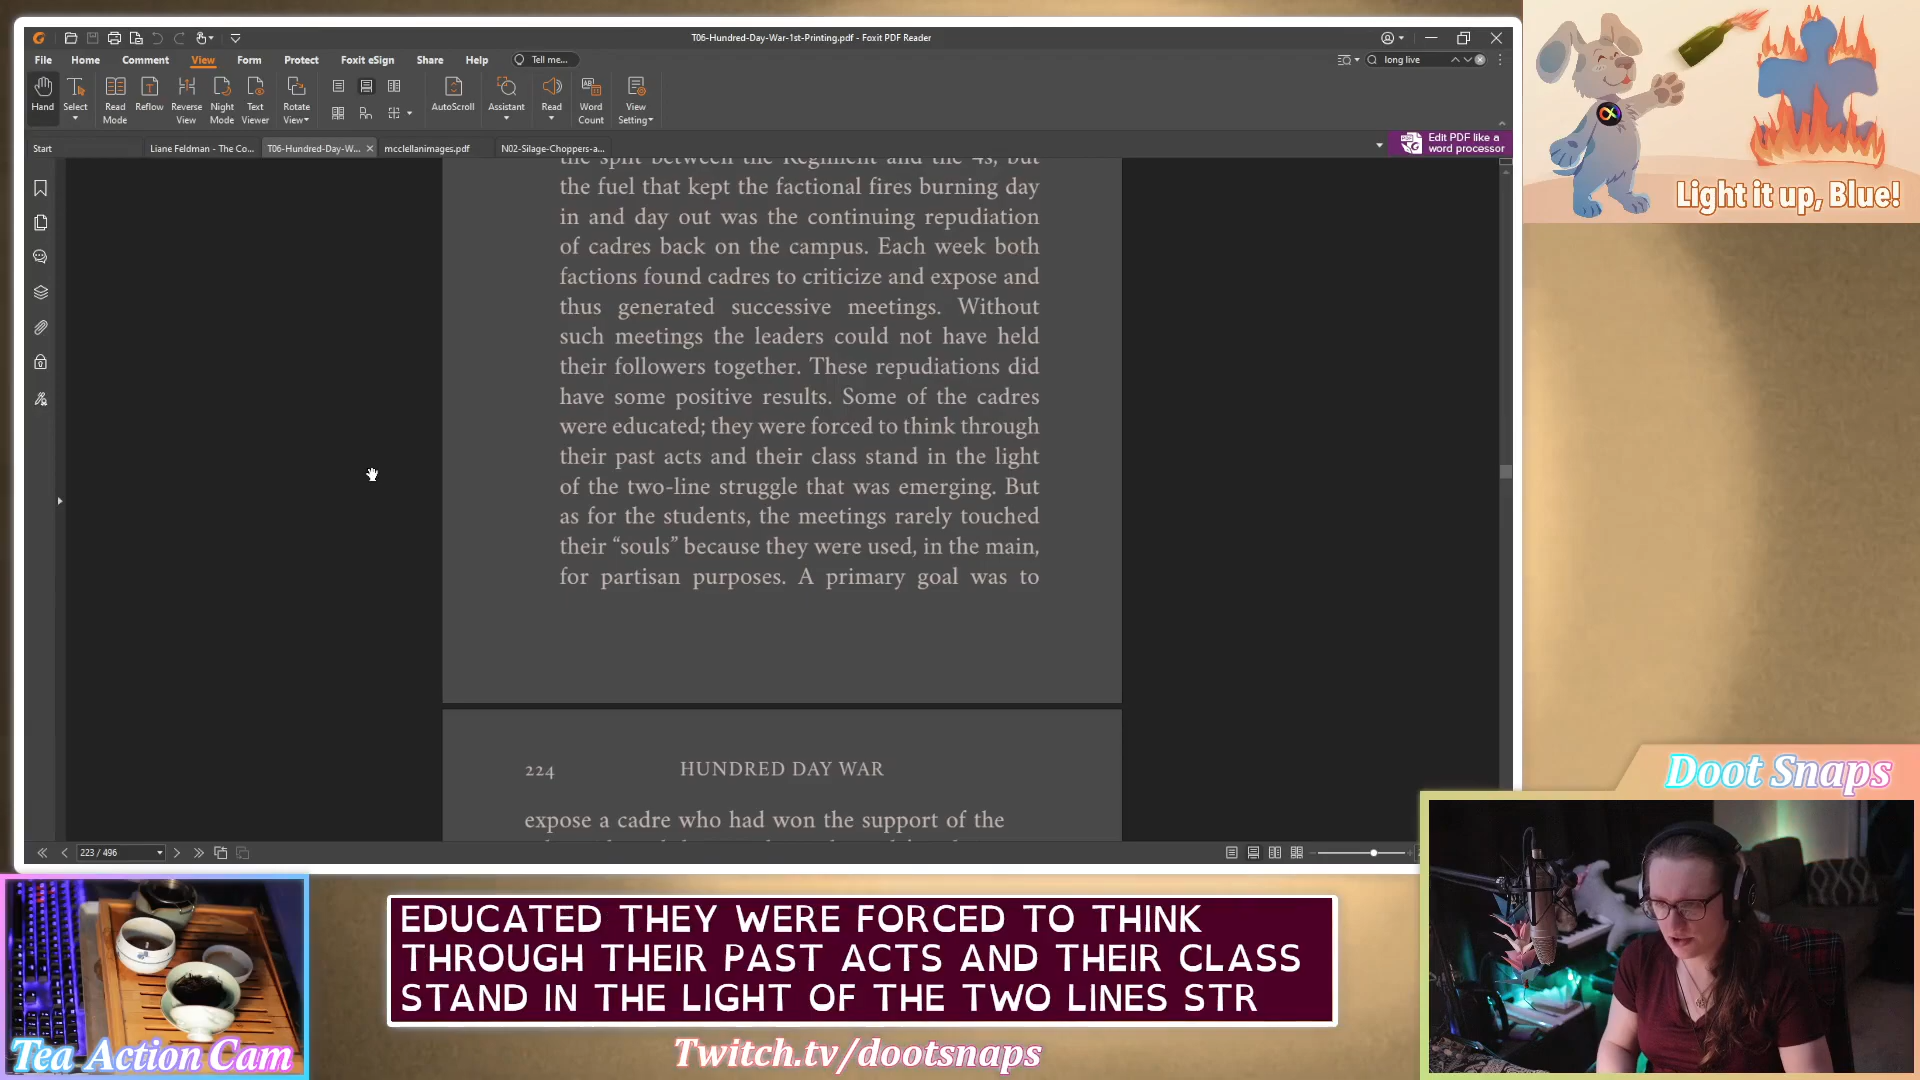 T06-Hundred-Day-War-1st-Printing.pdf - Foxit PDF Reader
File Home Comment View Form Protect Foxit eSign Share Help Tell me... long live
Hand Select Read Mode Reflow Reverse View Night Mode Text Viewer Rotate View AutoScroll Assistant Read Word Count View Setting
Start Liane Feldman - The Co... T06-Hundred-Day-W... mcclellanimages.pdf N02-Silage-Choppers-a... Edit PDF like a word processor
the split between the Regiment and the 4s, but
the fuel that kept the factional fires burning day
in and day out was the continuing repudiation
of cadres back on the campus. Each week both
factions found cadres to criticize and expose and
thus generated successive meetings. Without
such meetings the leaders could not have held
their followers together. These repudiations did
have some positive results. Some of the cadres
were educated; they were forced to think through
their past acts and their class stand in the light
of the two-line struggle that was emerging. But
as for the students, the meetings rarely touched
their “souls” because they were used, in the main,
for partisan purposes. A primary goal was to
224 HUNDRED DAY WAR
expose a cadre who had won the support of the
223 / 496
Light it up, Blue!
Doot Snaps
Tea Action Cam
EDUCATED THEY WERE FORCED TO THINK
THROUGH THEIR PAST ACTS AND THEIR CLASS
STAND IN THE LIGHT OF THE TWO LINES STR
Twitch.tv/dootsnaps